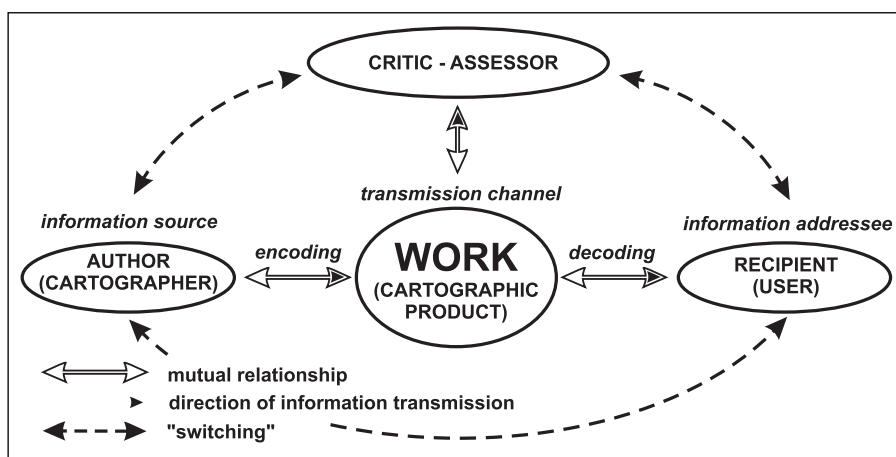 CRITIC - ASSESSOR
transmission channel
information source
information addressee
encoding
decoding
AUTHOR
(CARTOGRAPHER)
WORK
(CARTOGRAPHIC
PRODUCT)
RECIPIENT
(USER)
mutual relationship
direction of information transmission
"switching"